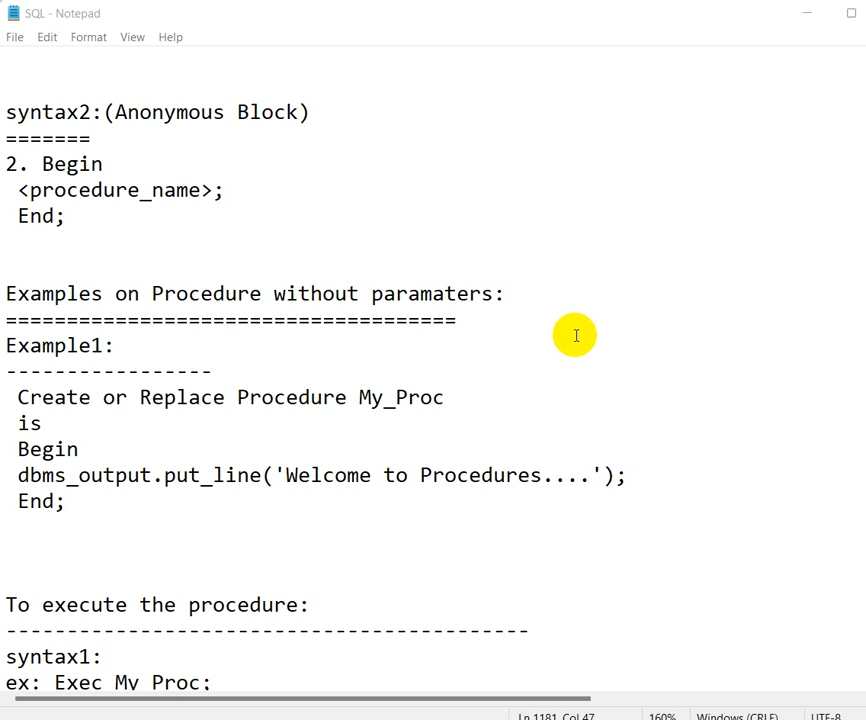 SQL - Notepad
File Edit Format View Help
syntax2:(Anonymous Block)
=======
2. Begin
<procedure_name>;
End;
Examples on Procedure without paramaters:
=====================================
Example1:
-----------------
Create or Replace Procedure My_Proc
is
Begin
dbms_output.put_line('Welcome to Procedures....');
End;
To execute the procedure:
-------------------------------------------
syntax1:
ex: Exec My_Proc;
Ln 1181, Col 47 160% Windows (CRLF) UTF-8